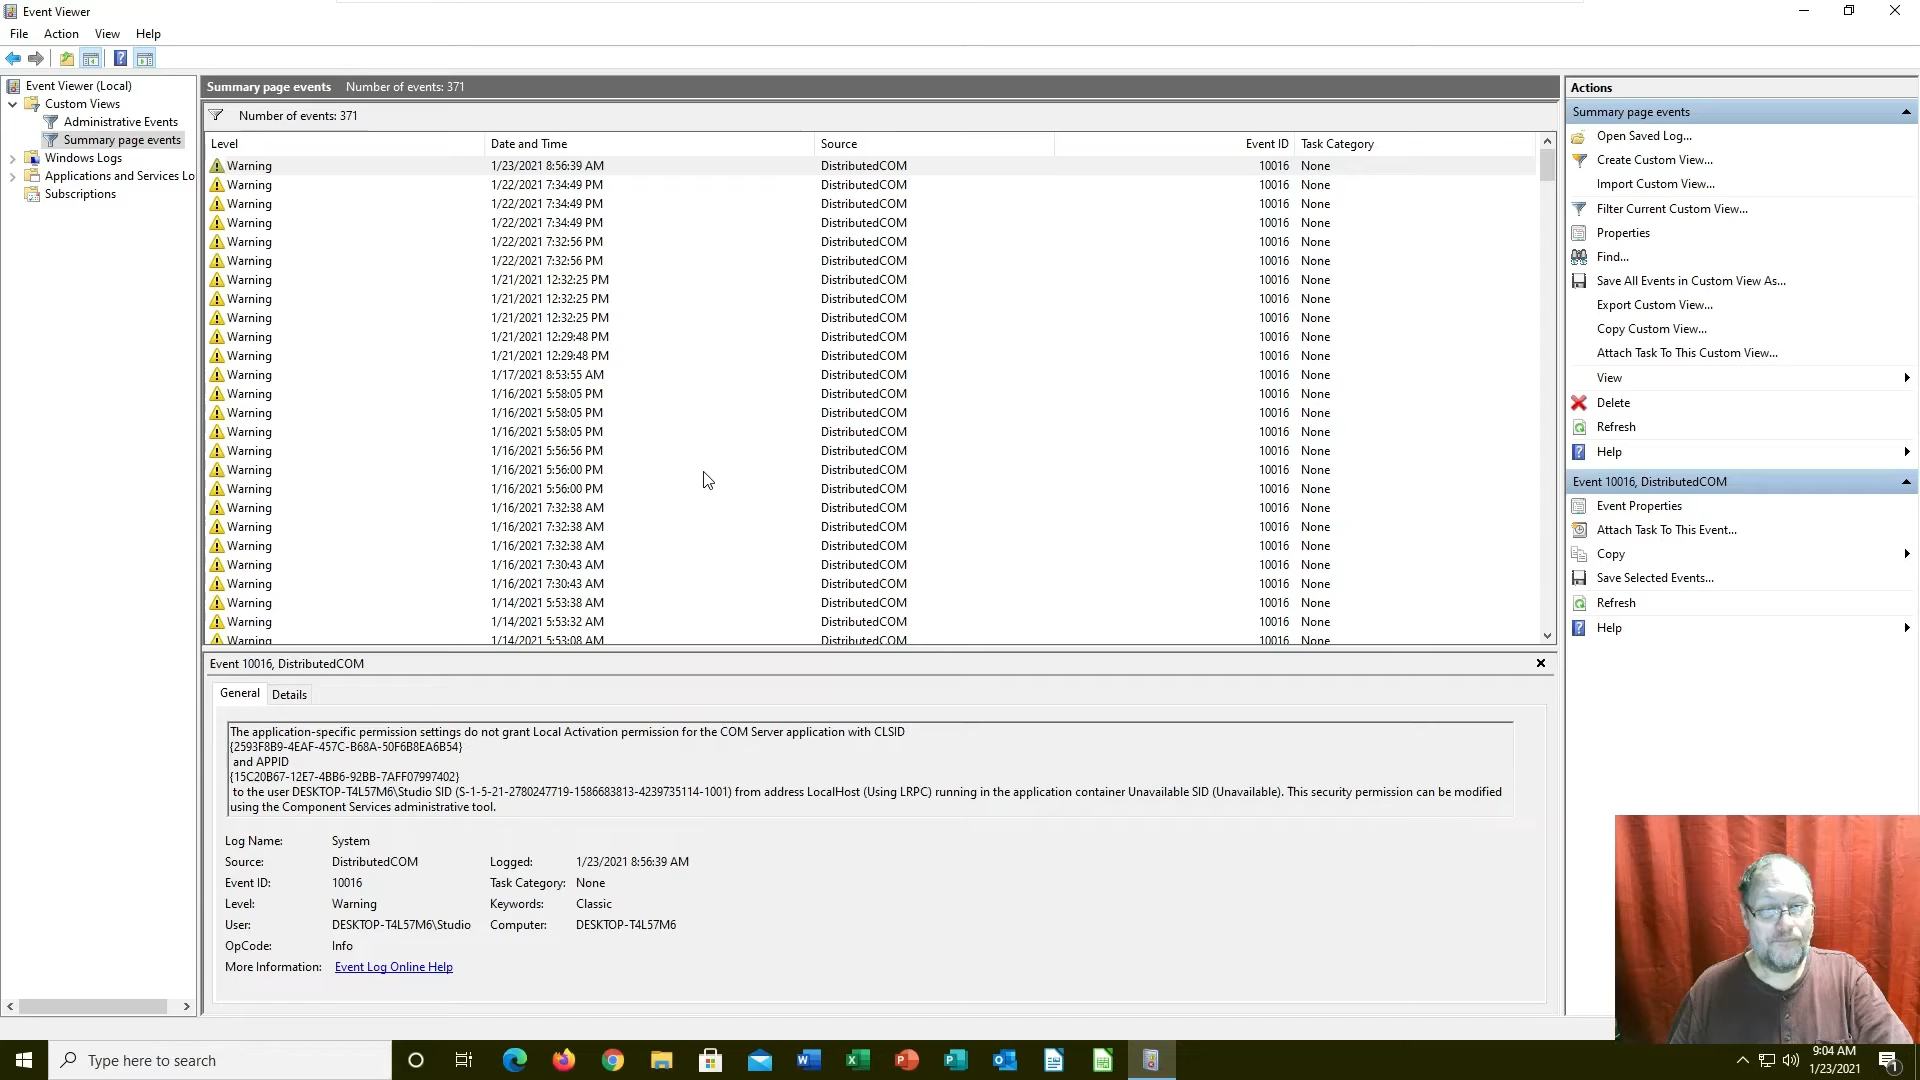 Event Viewer
File Action View Help
Event Viewer (Local)
Custom Views
Administrative Events
Summary page events
Windows Logs
Applications and Services Lo
Subscriptions
Summary page events Number of events: 371
Number of events: 371
Level Date and Time Source Event ID Task Category
Warning 1/23/2021 8:56:39 AM DistributedCOM 10016 None
Warning 1/22/2021 7:34:49 PM DistributedCOM 10016 None
Warning 1/22/2021 7:34:49 PM DistributedCOM 10016 None
Warning 1/22/2021 7:34:49 PM DistributedCOM 10016 None
Warning 1/22/2021 7:32:56 PM DistributedCOM 10016 None
Warning 1/22/2021 7:32:56 PM DistributedCOM 10016 None
Warning 1/21/2021 12:32:25 PM DistributedCOM 10016 None
Warning 1/21/2021 12:32:25 PM DistributedCOM 10016 None
Warning 1/21/2021 12:32:25 PM DistributedCOM 10016 None
Warning 1/21/2021 12:29:48 PM DistributedCOM 10016 None
Warning 1/21/2021 12:29:48 PM DistributedCOM 10016 None
Warning 1/17/2021 8:53:55 AM DistributedCOM 10016 None
Warning 1/16/2021 5:58:05 PM DistributedCOM 10016 None
Warning 1/16/2021 5:58:05 PM DistributedCOM 10016 None
Warning 1/16/2021 5:58:05 PM DistributedCOM 10016 None
Warning 1/16/2021 5:56:56 PM DistributedCOM 10016 None
Warning 1/16/2021 5:56:00 PM DistributedCOM 10016 None
Warning 1/16/2021 5:56:00 PM DistributedCOM 10016 None
Warning 1/16/2021 7:32:38 AM DistributedCOM 10016 None
Warning 1/16/2021 7:32:38 AM DistributedCOM 10016 None
Warning 1/16/2021 7:32:38 AM DistributedCOM 10016 None
Warning 1/16/2021 7:30:43 AM DistributedCOM 10016 None
Warning 1/16/2021 7:30:43 AM DistributedCOM 10016 None
Warning 1/14/2021 5:53:38 AM DistributedCOM 10016 None
Warning 1/14/2021 5:53:32 AM DistributedCOM 10016 None
Warning 1/14/2021 5:53:08 AM DistributedCOM 10016 None
Event 10016, DistributedCOM
General Details
The application-specific permission settings do not grant Local Activation permission for the COM Server application with CLSID
{2593F8B9-4EAF-457C-B68A-50F6B8EA6B54}
and APPID
{15C20B67-12E7-4BB6-92BB-7AFF07997402}
to the user DESKTOP-T4L57M6\Studio SID (S-1-5-21-2780247719-1586683813-4239735114-1001) from address LocalHost (Using LRPC) running in the application container Unavailable SID (Unavailable). This security permission can be modified
using the Component Services administrative tool.
Log Name: System
Source: DistributedCOM Logged: 1/23/2021 8:56:39 AM
Event ID: 10016 Task Category: None
Level: Warning Keywords: Classic
User: DESKTOP-T4L57M6\Studio Computer: DESKTOP-T4L57M6
OpCode: Info
More Information: Event Log Online Help
Actions
Summary page events
Open Saved Log...
Create Custom View...
Import Custom View...
Filter Current Custom View...
Properties
Find...
Save All Events in Custom View As...
Export Custom View...
Copy Custom View...
Attach Task To This Custom View...
View
Delete
Refresh
Help
Event 10016, DistributedCOM
Event Properties
Attach Task To This Event...
Copy
Save Selected Events...
Refresh
Help
Type here to search
9:04 AM
1/23/2021
1